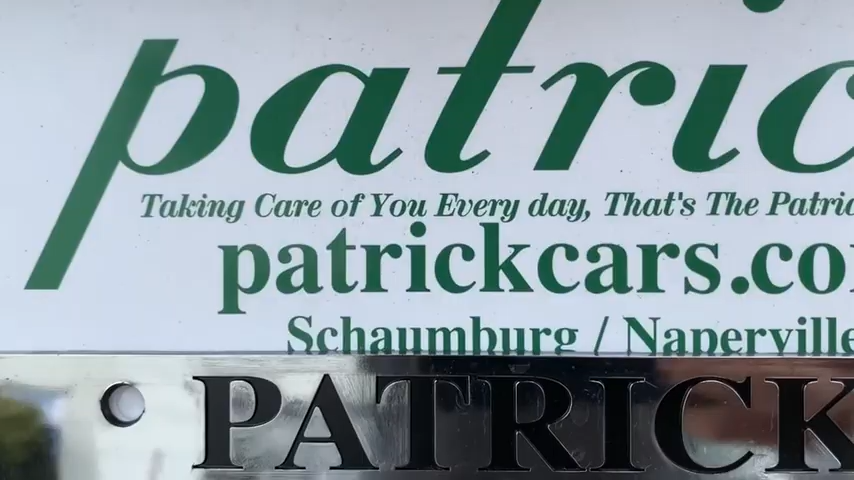 patric
Taking Care of You Every day, That's The Patric
patrickcars.co
Schaumburg / Naperville
PATRICK